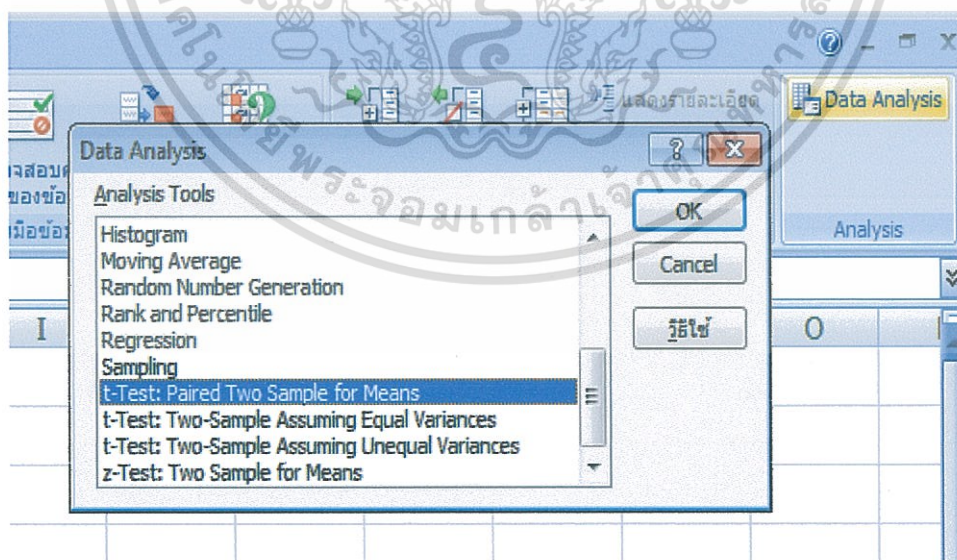 แสดงรายละเอียด
Data Analysis
Analysis
Data Analysis
Analysis Tools
Histogram
Moving Average
Random Number Generation
Rank and Percentile
Regression
Sampling
t-Test: Paired Two Sample for Means
t-Test: Two-Sample Assuming Equal Variances
t-Test: Two-Sample Assuming Unequal Variances
z-Test: Two Sample for Means
OK
Cancel
วิธีใช้
I
O